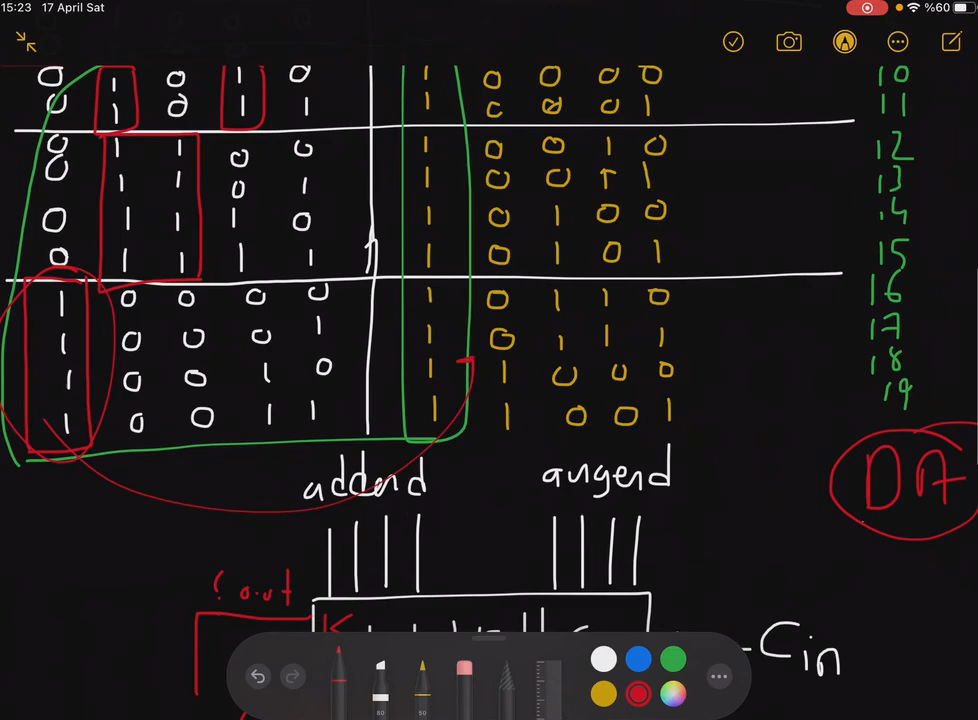 15:23 17 April Sat %60
0 1 0 1 0 1 0 0 0 0 10
0 1 0 1 1 1 0 0 0 1 11
0 1 1 0 0 1 0 0 1 0 12
0 1 1 0 1 1 0 0 1 1 13
0 1 1 1 0 1 0 1 0 0 14
0 1 1 1 1 1 0 1 0 1 15
1 0 0 0 0 1 0 1 1 0 16
1 0 0 0 1 1 0 1 1 1 17
1 0 0 1 0 1 1 0 0 0 18
1 0 0 1 1 1 1 0 0 1 19
addend augend DA
Cout
K
Cin
80 50